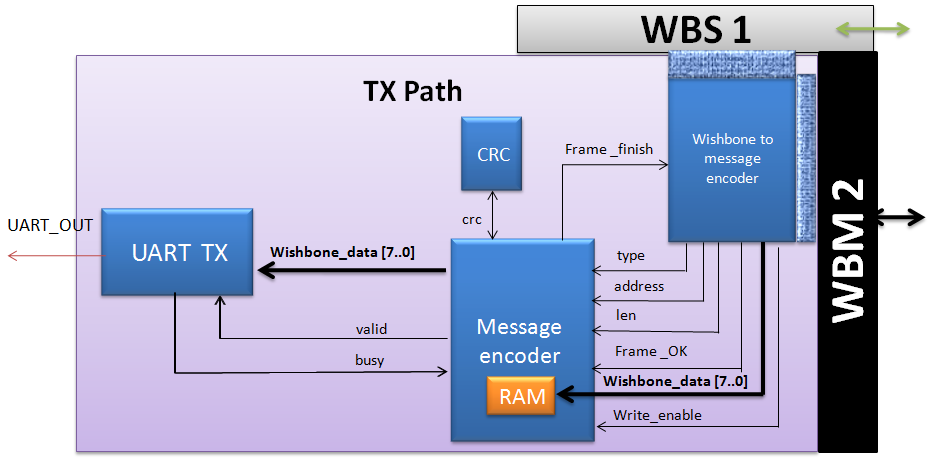 WBS 1
TX Path
CRC
Frame _finish
Wishbone to
message
encoder
WBM 2
crc
UART_OUT
UART TX
Wishbone_data [7..0]
type
address
len
valid
Message
encoder
busy
Frame _OK
Wishbone_data [7..0]
RAM
Write_enable